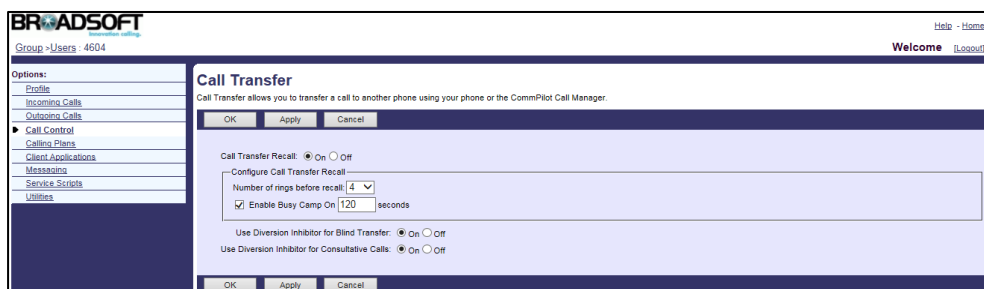 BROADSOFT
innovation calling.
Help - Home
Group >Users : 4604
Welcome [Logout]
Options:
Profile
Incoming Calls
Outgoing Calls
Call Control
Calling Plans
Client Applications
Messaging
Service Scripts
Utilities
Call Transfer
Call Transfer allows you to transfer a call to another phone using your phone or the CommPilot Call Manager.
OK Apply Cancel
Call Transfer Recall: On Off
Configure Call Transfer Recall
Number of rings before recall: 4
Enable Busy Camp On 120 seconds
Use Diversion Inhibitor for Blind Transfer: On Off
Use Diversion Inhibitor for Consultative Calls: On Off
OK Apply Cancel